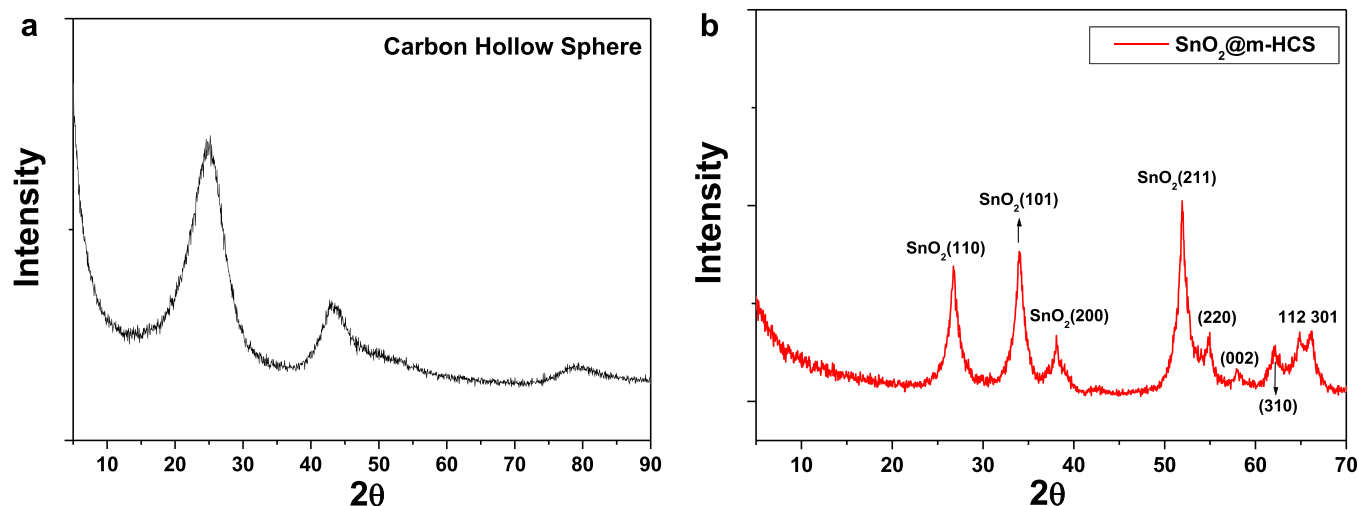 a
Carbon Hollow Sphere
Intensity
10 20 30 40 50 60 70 80 90
2θ
b
SnO₂@m-HCS
Intensity
SnO₂(110)
SnO₂(101)
SnO₂(200)
SnO₂(211)
(220)
(002)
(310)
112 301
10 20 30 40 50 60 70
2θ